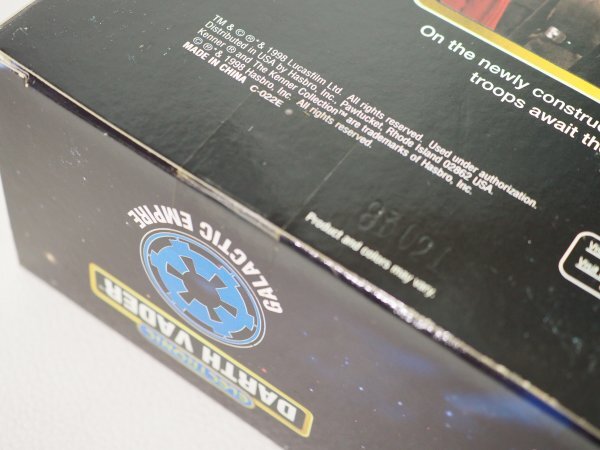 TM & © ® * & 1998 Lucasfilm Ltd. All rights reserved. Used under authorization.
Distributed in USA by Hasbro, Inc., Pawtucket, Rhode Island 02862 USA.
Kenner ® and The Kenner Collection™ are trademarks of Hasbro, Inc.
® * & © 1998 Hasbro, Inc. All rights reserved.
MADE IN CHINA C-022E
On the newly
troops await
Product and colors may vary.
GALACTIC EMPIRE
DARTH VADER